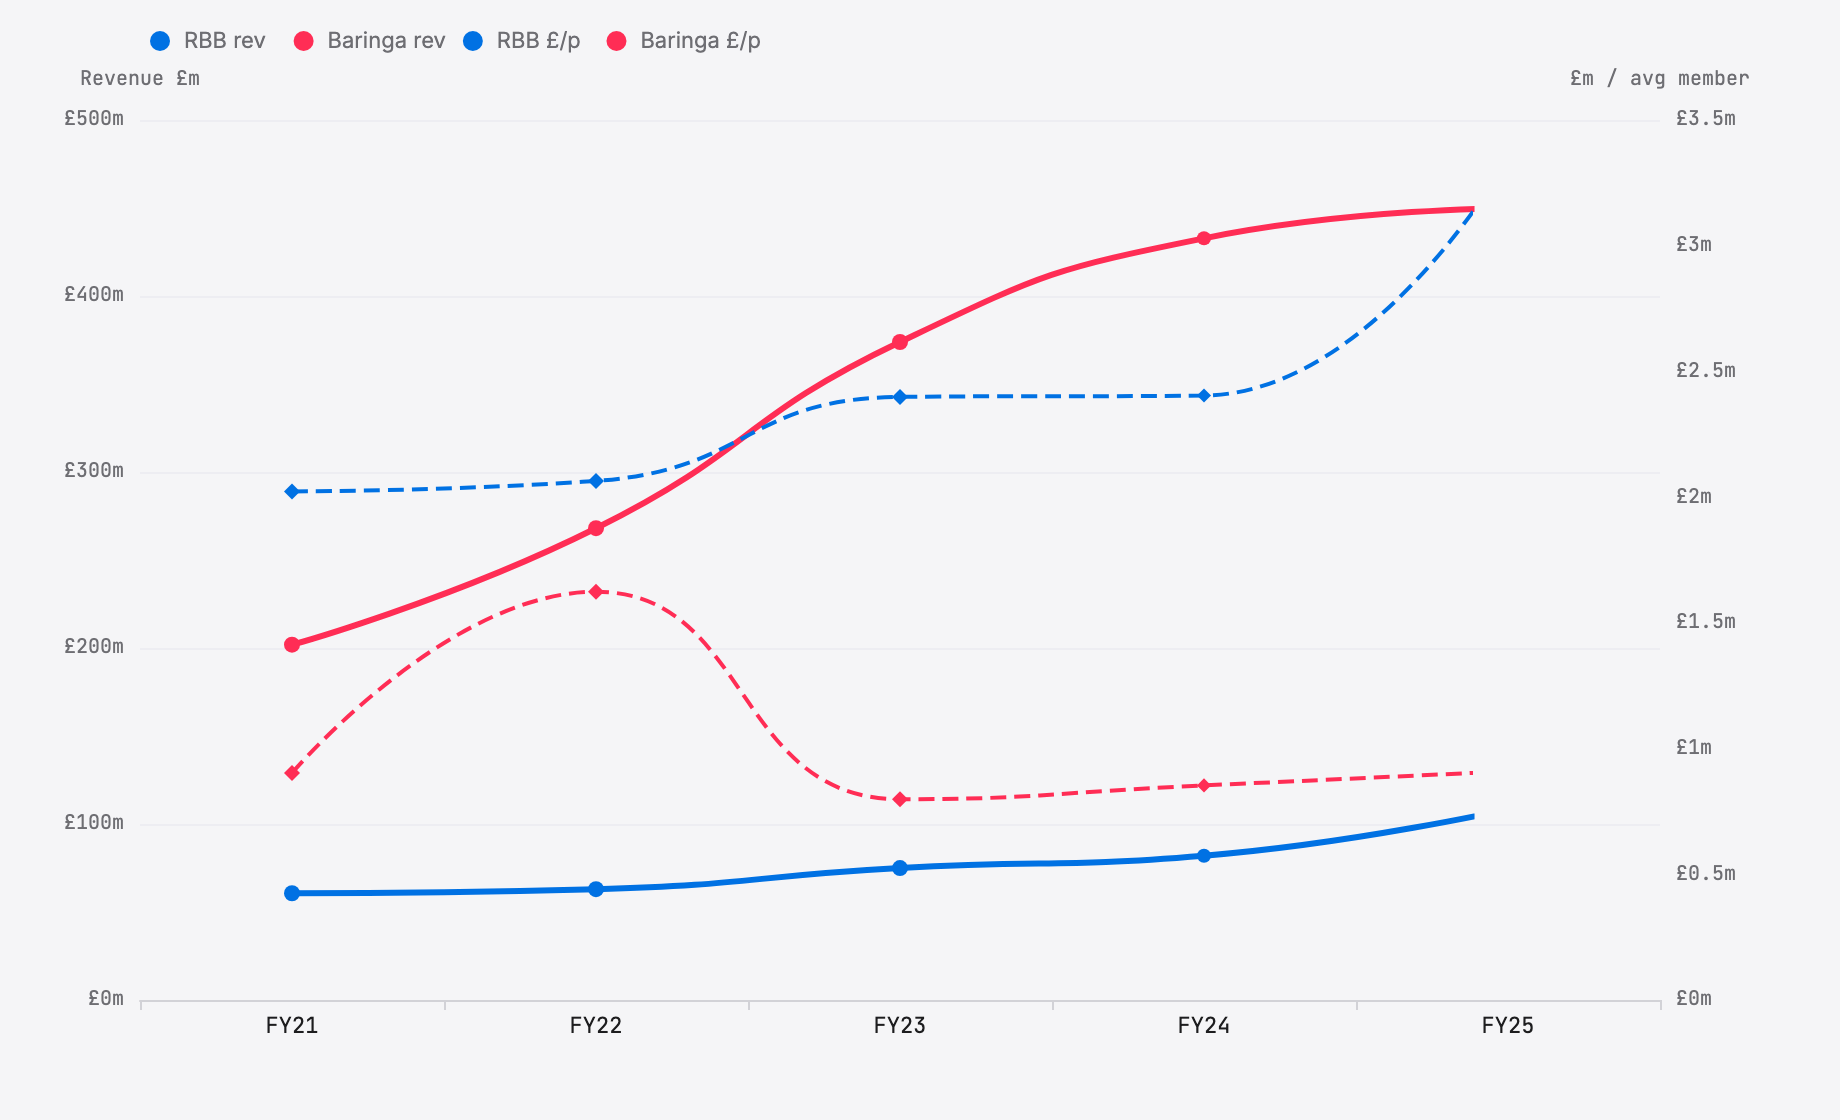 RBB rev Baringa rev RBB £/p Baringa £/p
Revenue £m £m / avg member
£500m £3.5m
£3m
£400m
£2.5m
£300m
£2m
£200m
£1.5m
£1m
£100m
£0.5m
£0m £0m
FY21 FY22 FY23 FY24 FY25